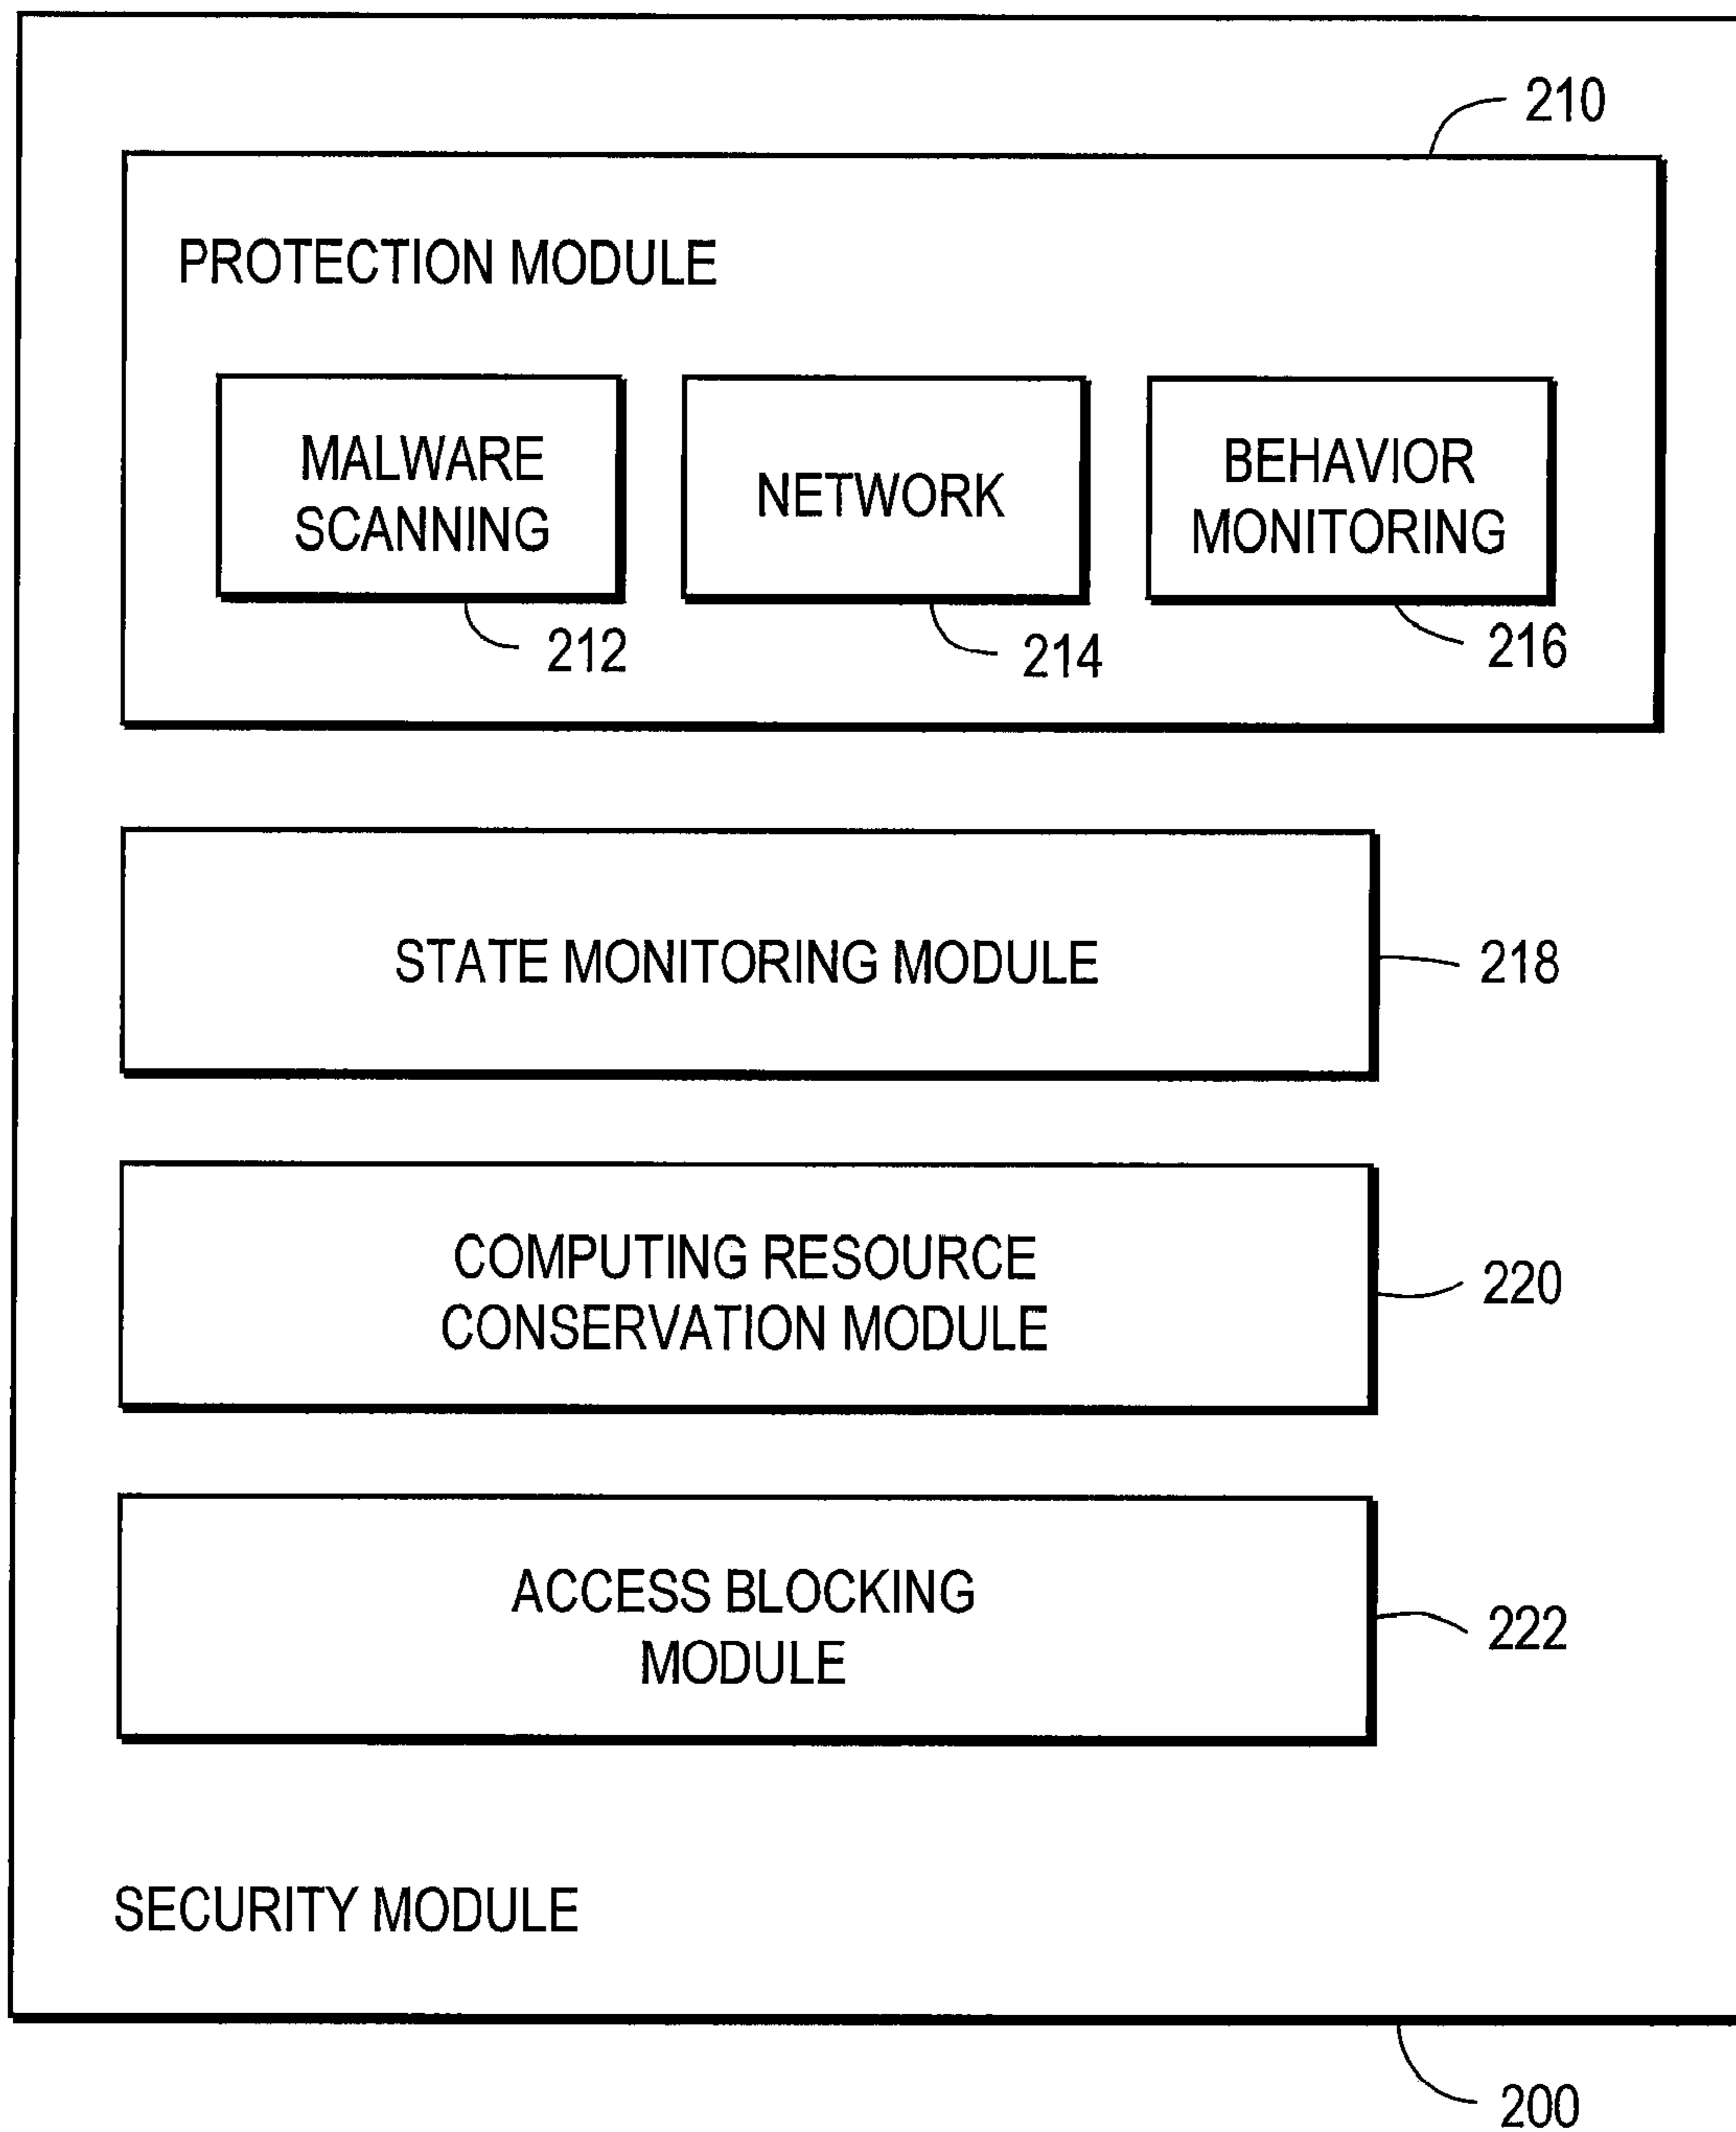 210
PROTECTION MODULE
MALWARE
SCANNING
NETWORK
BEHAVIOR
MONITORING
212
214
216
STATE MONITORING MODULE
218
COMPUTING RESOURCE
CONSERVATION MODULE
220
ACCESS BLOCKING
MODULE
222
SECURITY MODULE
200